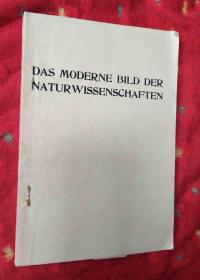 DAS MODERNE BILD DER
NATURWISSENSCHAFTEN